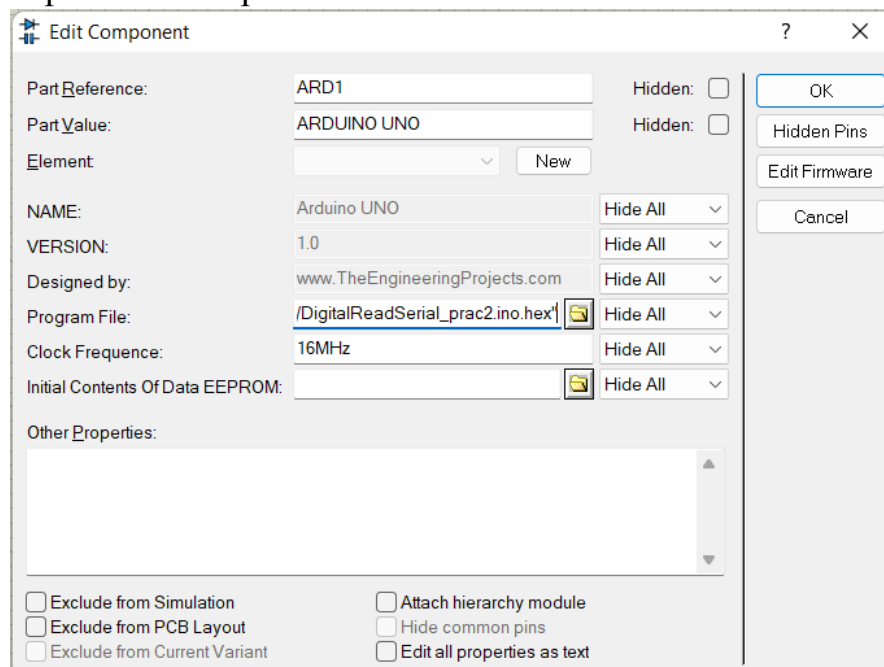 Edit Component ? ×
Part Reference: ARD1 Hidden: OK
Part Value: ARDUINO UNO Hidden: Hidden Pins
Element: New Edit Firmware
NAME: Arduino UNO Hide All Cancel
VERSION: 1.0 Hide All
Designed by: www.TheEngineeringProjects.com Hide All
Program File: /DigitalReadSerial_prac2.ino.hex" Hide All
Clock Frequence: 16MHz Hide All
Initial Contents Of Data EEPROM: Hide All
Other Properties:
Exclude from Simulation Attach hierarchy module
Exclude from PCB Layout Hide common pins
Exclude from Current Variant Edit all properties as text